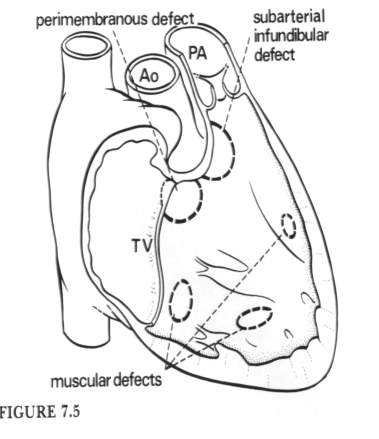 perimembranous defect
subarterial
infundibular
defect
PA
Ao
TV
muscular defects
FIGURE 7.5